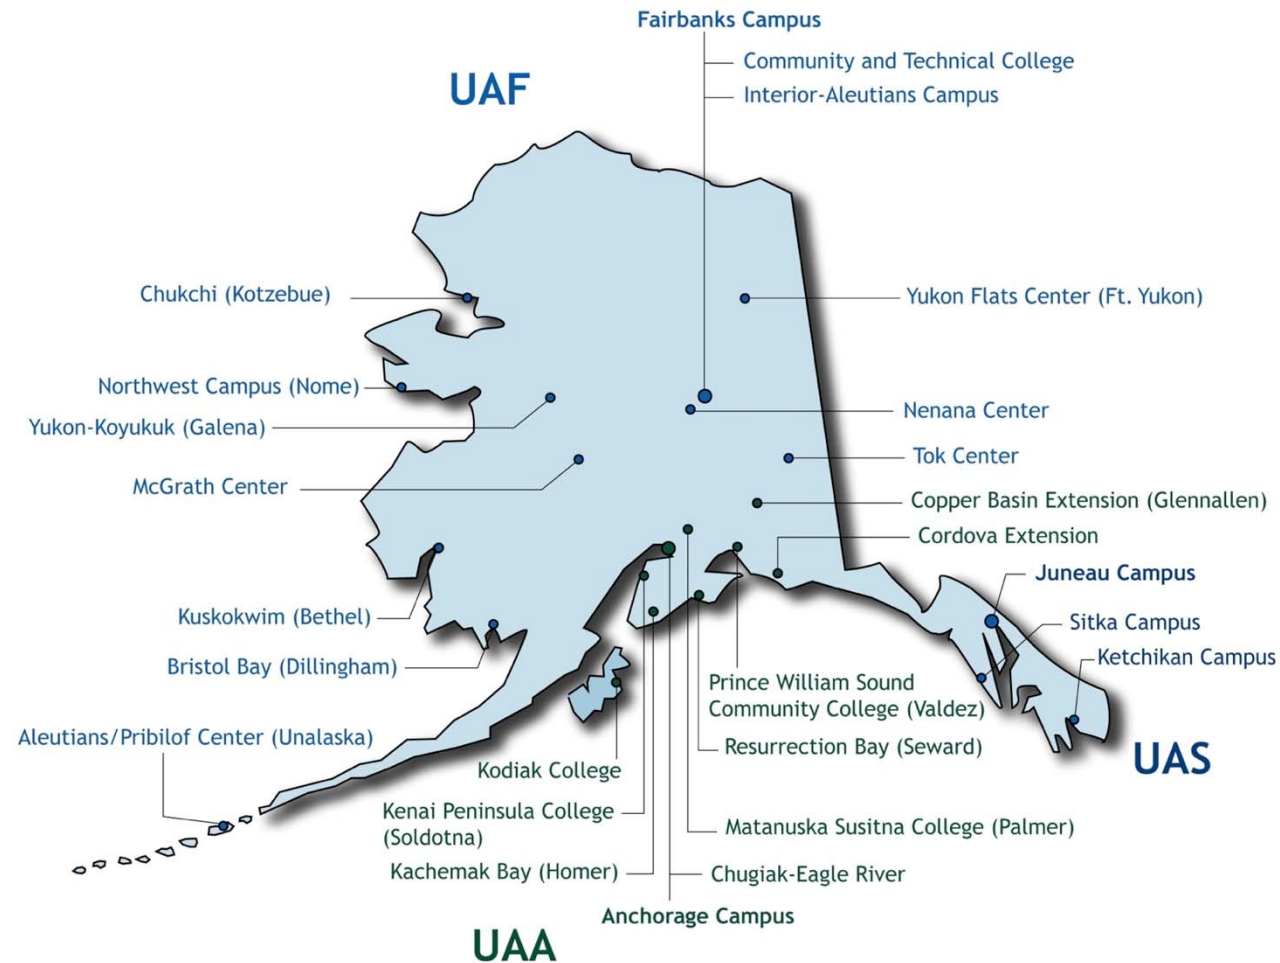 Fairbanks Campus
Community and Technical College
UAF
Interior-Aleutians Campus
Chukchi (Kotzebue)
Yukon Flats Center (Ft. Yukon)
Northwest Campus (Nome)
Nenana Center
Yukon-Koyukuk (Galena)
Tok Center
McGrath Center
Copper Basin Extension (Glennallen)
Cordova Extension
Juneau Campus
Kuskokwim (Bethel)
Sitka Campus
Ketchikan Campus
Bristol Bay (Dillingham)
Prince William Sound
Community College (Valdez)
Aleutians/Pribilof Center (Unalaska)
Resurrection Bay (Seward)
UAS
Kodiak College
Kenai Peninsula College
(Soldotna)
Matanuska Susitna College (Palmer)
Kachemak Bay (Homer)
Chugiak-Eagle River
Anchorage Campus
UAA